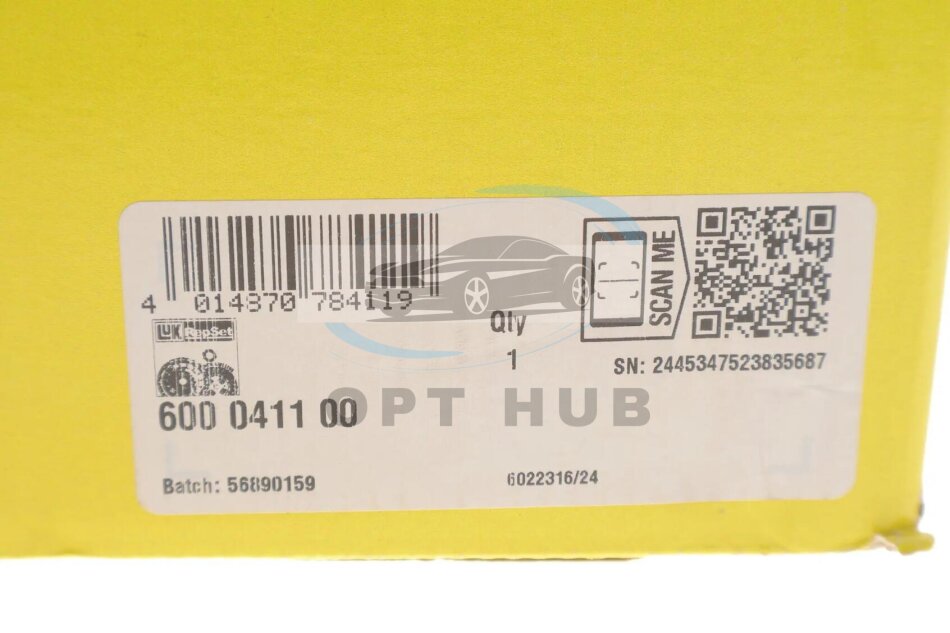 4 014870 784119
SCAN ME
LUK RepSet
Qty
1
SN: 2445347523835687
600 0411 00
OPT HUB
Batch: 56890159
6022316/24